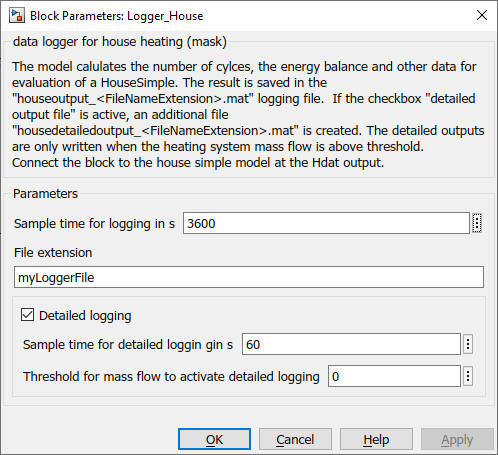 Block Parameters: Logger_House
data logger for house heating (mask)
The model calulates the number of cylces, the energy balance and other data for
evaluation of a HouseSimple. The result is saved in the
"houseoutput_<FileNameExtension>.mat" logging file.  If the checkbox "detailed
output file" is active, an additional file
"housedetailedoutput_<FileNameExtension>.mat" is created. The detailed outputs
are only written when the heating system mass flow is above threshold.
Connect the block to the house simple model at the Hdat output.
Parameters
Sample time for logging in s 3600
File extension
myLoggerFile
Detailed logging
Sample time for detailed loggin gin s 60
Threshold for mass flow to activate detailed logging 0
OK Cancel Help Apply